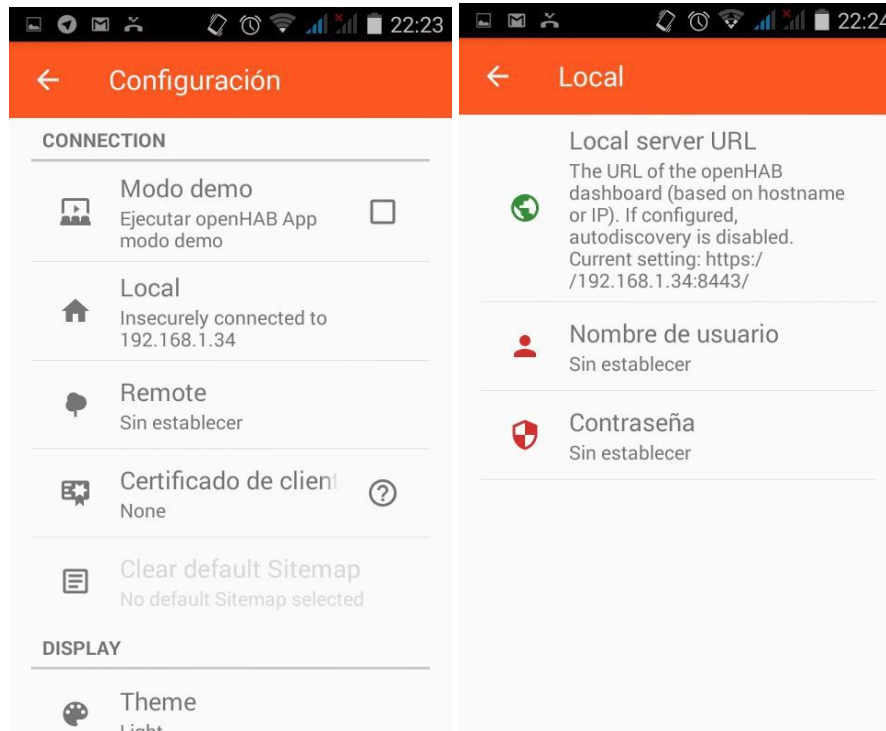 22:23
Configuración
CONNECTION
Modo demo
Ejecutar openHAB App
modo demo
Local
Insecurely connected to
192.168.1.34
Remote
Sin establecer
Certificado de client
None
Clear default Sitemap
No default Sitemap selected
DISPLAY
Theme
Light
22:24
Local
Local server URL
The URL of the openHAB
dashboard (based on hostname
or IP). If configured,
autodiscovery is disabled.
Current setting: https:/
/192.168.1.34:8443/
Nombre de usuario
Sin establecer
Contraseña
Sin establecer